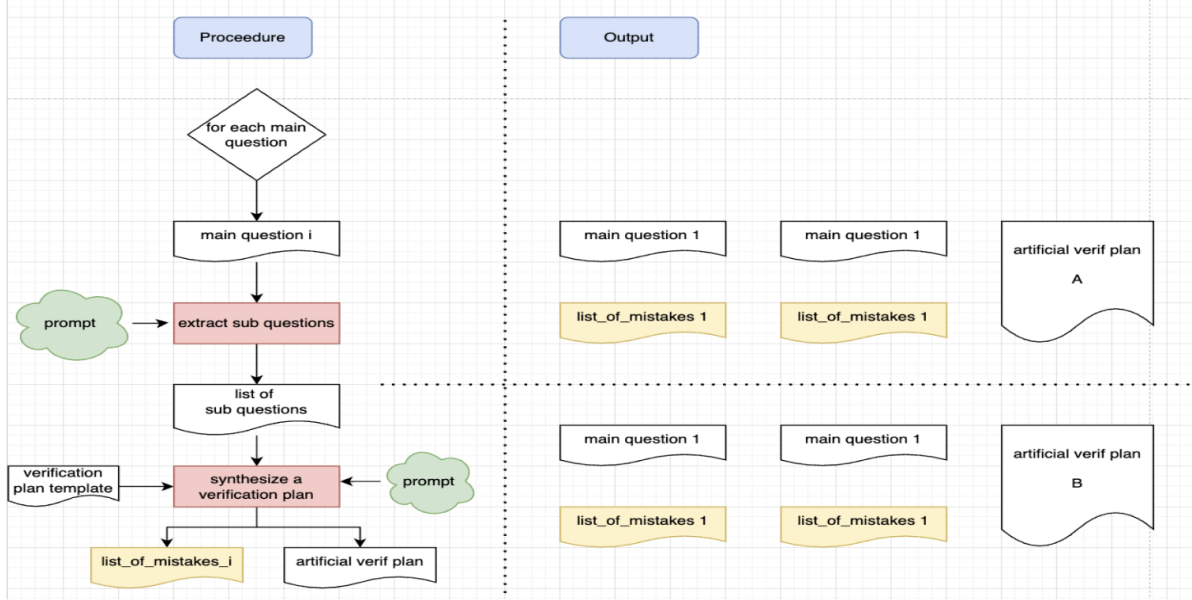 Proceedure
Output
for each main
question
main question i
prompt
extract sub questions
list of
sub questions
verification
plan template
synthesize a
verification plan
prompt
list_of_mistakes_i
artificial verif plan
main question 1
main question 1
artificial verif plan
A
list_of_mistakes 1
list_of_mistakes 1
main question 1
main question 1
artificial verif plan
B
list_of_mistakes 1
list_of_mistakes 1